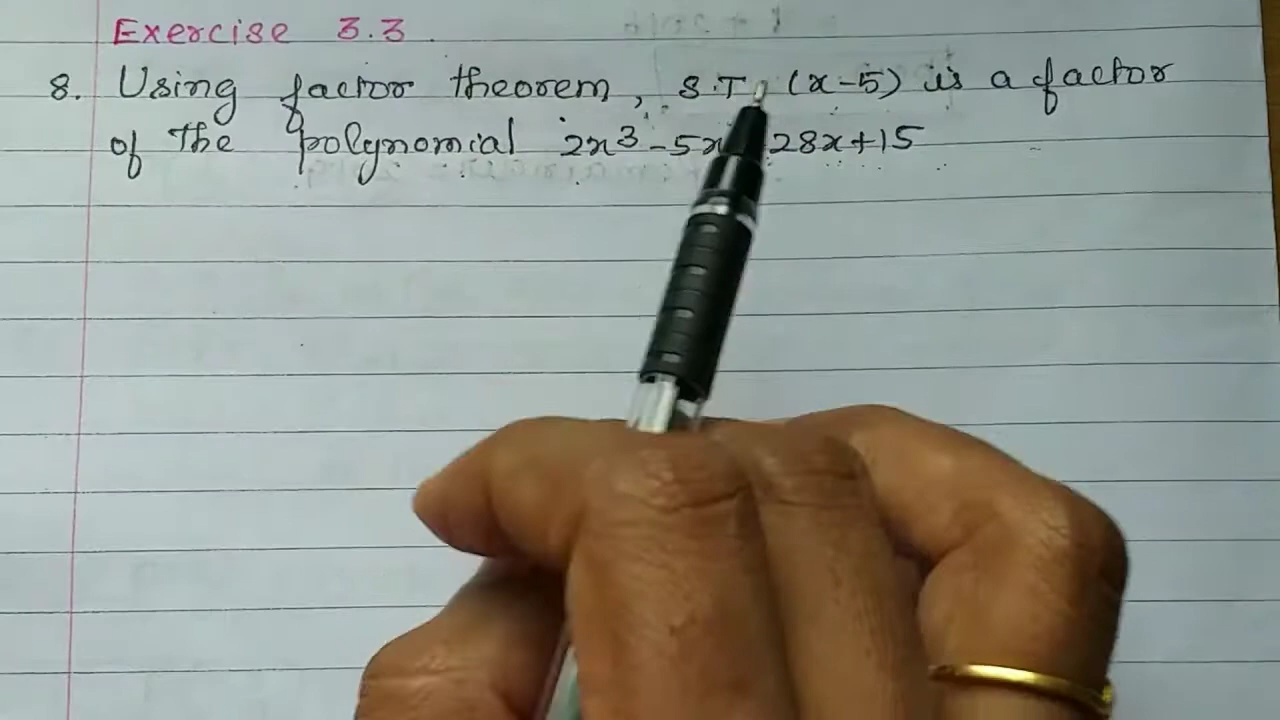 Exercise 3.3.
8. Using factor theorem, S.T. (x-5) is a factor
of the polynomial 2x³-5x 28x+15